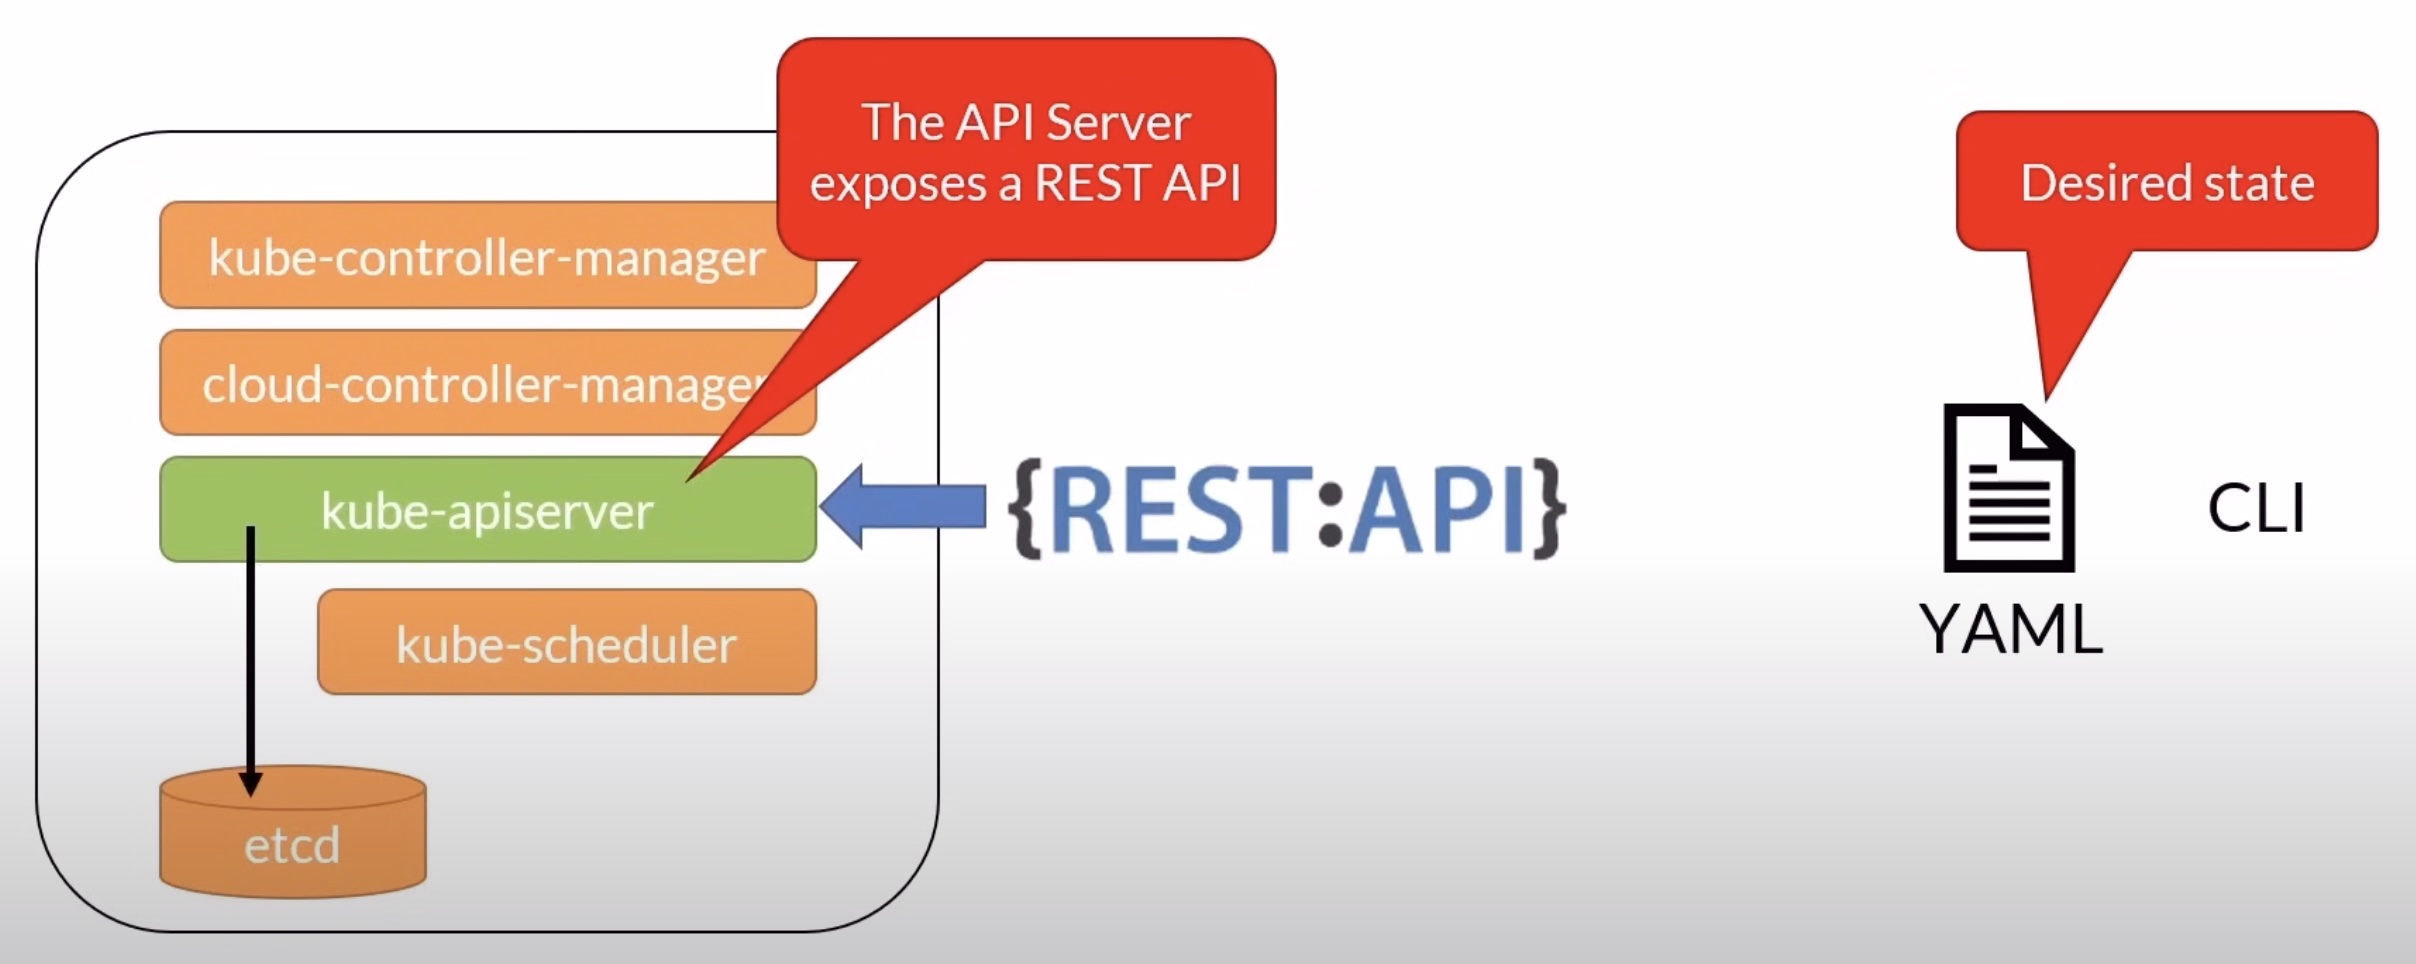 The API Server
exposes a REST API
Desired state
kube-controller-manager
cloud-controller-manager
kube-apiserver
{REST:API}
CLI
YAML
kube-scheduler
etcd